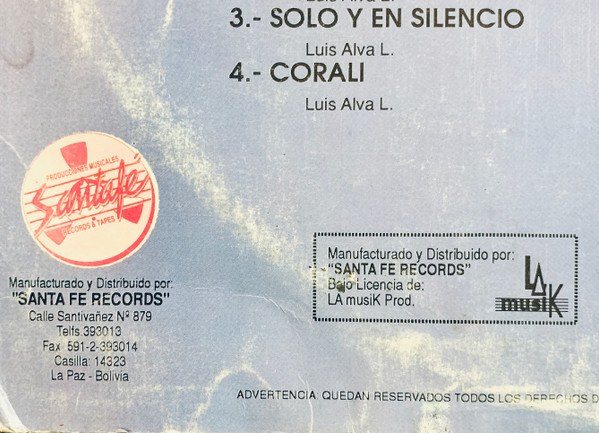 3.- SOLO Y EN SILENCIO
Luis Alva L.
4.- CORALI
Luis Alva L.
PRODUCCIONES MUSICALES
Santafé
RECORDS & TAPES
Manufacturado y Distribuido por:
"SANTA FE RECORDS"
Calle Santivañez Nº 879
Telfs.393013
Fax 591-2-393014
Casilla: 14323
La Paz - Bolivia
Manufacturado y Distribuido por:
"SANTA FE RECORDS"
Bajo Licencia de:
LA musiK Prod.
LA
musiK
ADVERTENCIA: QUEDAN RESERVADOS TODOS LOS DERECHOS D